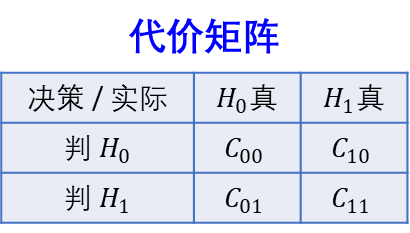 代价矩阵
决策 / 实际 H₀真 H₁真
判 H₀ C₀₀ C₁₀
判 H₁ C₀₁ C₁₁